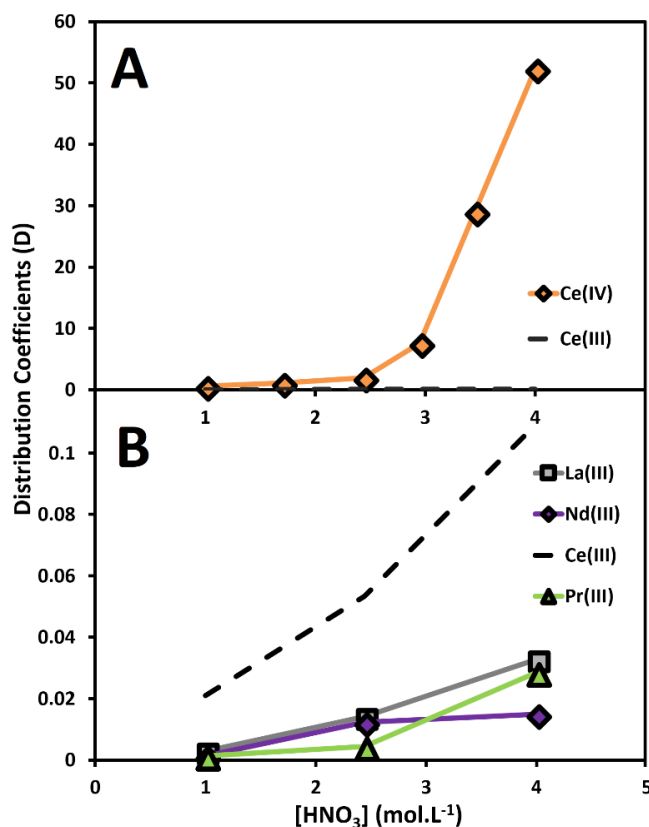 60
A
50
40
30
Ce(IV)
20
Ce(III)
10
0
1
2
3
4
Distribution Coefficients (D)
B
0.1
La(III)
0.08
Nd(III)
Ce(III)
0.06
Pr(III)
0.04
0.02
0
0
1
2
3
4
5
[HNO₃] (mol.L⁻¹)